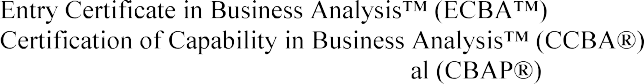 Entry Certificate in Business Analysis™ (ECBA™)
Certification of Capability in Business Analysis™ (CCBA®)
al (CBAP®)